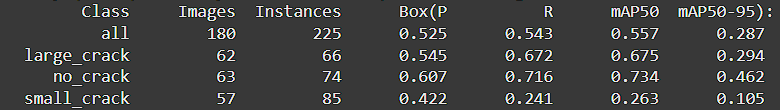 Class Images Instances Box(P R mAP50 mAP50-95):
all 180 225 0.525 0.543 0.557 0.287
large_crack 62 66 0.545 0.672 0.675 0.294
no_crack 63 74 0.607 0.716 0.734 0.462
small_crack 57 85 0.422 0.241 0.263 0.105